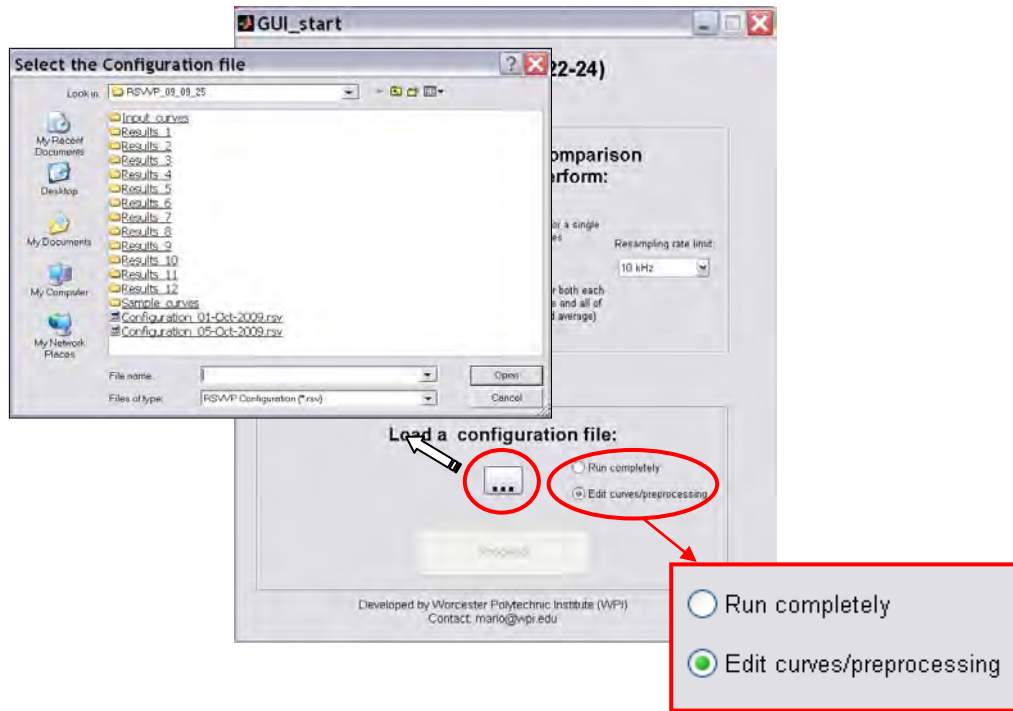 GUI_start
Select the Configuration file
22-24)
Look in:
RSVVP_09_09_25
My Recent
Documents
Desktop
My Documents
My Computer
My Network
Places
Input_curves
Results_1
Results_2
Results_3
Results_4
Results_5
Results_6
Results_7
Results_8
Results_9
Results_10
Results_11
Results_12
Sample_curves
Configuration_01-Oct-2009.rsv
Configuration_05-Oct-2009.rsv
File name:
Open
Files of type:
RSVVP Configuration (*.rsv)
Cancel
omparison
erform:
or a single
es
Resampling rate limit:
10 kHz
r both each
s and all of
d average)
Load a configuration file:
...
Run completely
Edit curves/preprocessing
Proceed
Developed by Worcester Polytechnic Institute (WPI)
Contact: mario@wpi.edu
Run completely
Edit curves/preprocessing